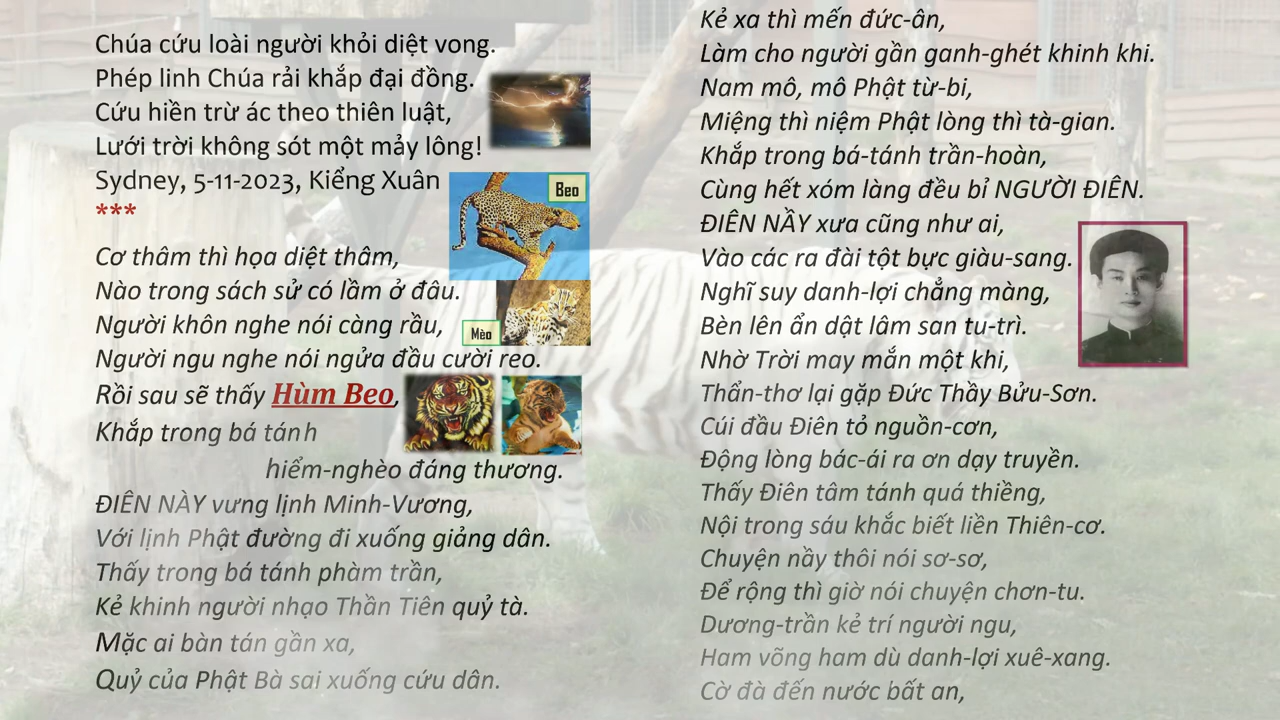 Chúa cứu loài người khỏi diệt vong.
Phép linh Chúa rải khắp đại đồng.
Cứu hiền trừ ác theo thiên luật,
Lưới trời không sót một mảy lông!
Sydney, 5-11-2023, Kiểng Xuân
Beo
***
Cơ thâm thì họa diệt thâm,
Nào trong sách sử có lầm ở đâu.
Người khôn nghe nói càng rầu,
Mèo
Người ngu nghe nói ngửa đầu cười reo.
Rồi sau sẽ thấy Hùm Beo,
Khắp trong bá tánh
hiểm-nghèo đáng thương.
ĐIÊN NÀY vưng lịnh Minh-Vương,
Với lịnh Phật đường đi xuống giảng dân.
Thấy trong bá tánh phàm trần,
Kẻ khinh người nhạo Thần Tiên quỷ tà.
Mặc ai bàn tán gần xa,
Quỷ của Phật Bà sai xuống cứu dân.
Kẻ xa thì mến đức-ân,
Làm cho người gần ganh-ghét khinh khi.
Nam mô, mô Phật từ-bi,
Miệng thì niệm Phật lòng thì tà-gian.
Khắp trong bá-tánh trần-hoàn,
Cùng hết xóm làng đều bỉ NGƯỜI ĐIÊN.
ĐIÊN NẦY xưa cũng như ai,
Vào các ra đài tột bực giàu-sang.
Nghĩ suy danh-lợi chẳng màng,
Bèn lên ẩn dật lâm san tu-trì.
Nhờ Trời may mắn một khi,
Thẩn-thơ lại gặp Đức Thầy Bửu-Sơn.
Cúi đầu Điên tỏ nguồn-cơn,
Động lòng bác-ái ra ơn dạy truyền.
Thấy Điên tâm tánh quá thiềng,
Nội trong sáu khắc biết liền Thiên-cơ.
Chuyện nầy thôi nói sơ-sơ,
Để rộng thì giờ nói chuyện chơn-tu.
Dương-trần kẻ trí người ngu,
Ham võng ham dù danh-lợi xuê-xang.
Cờ đà đến nước bất an,